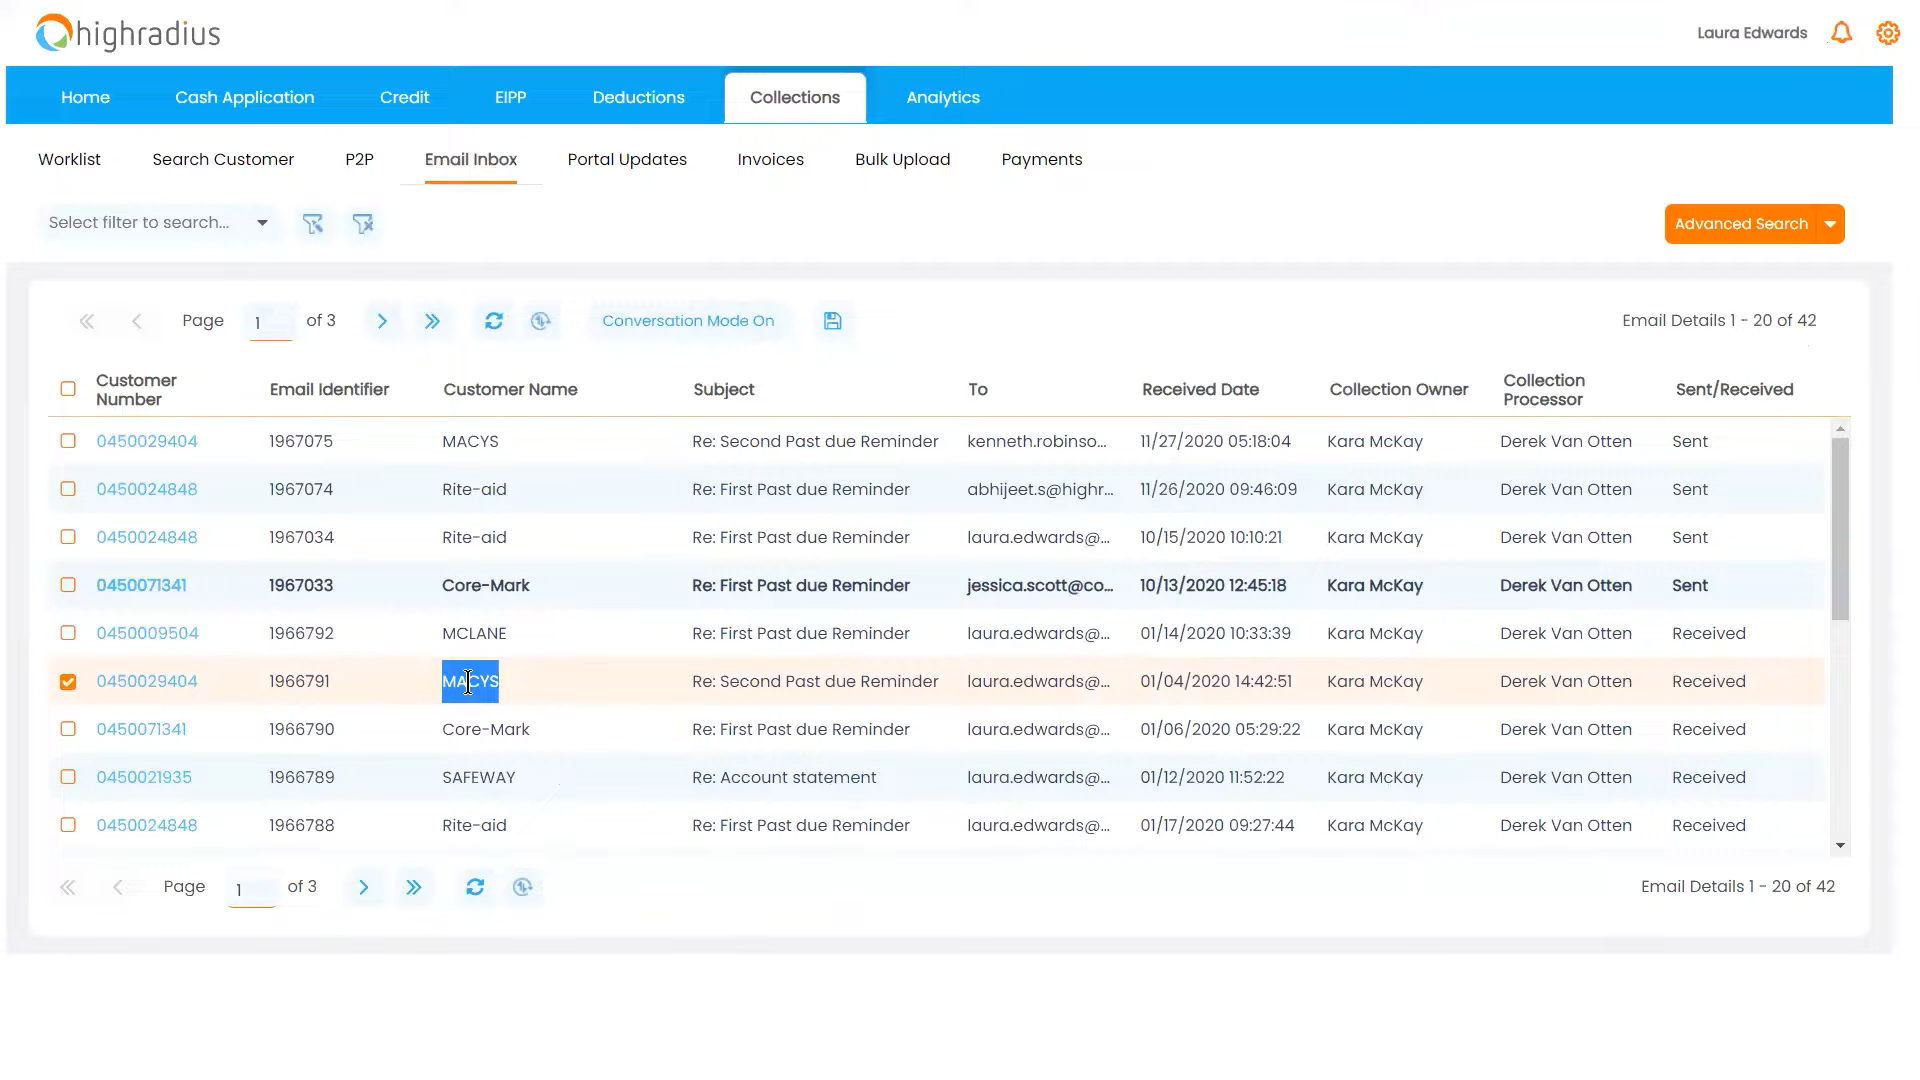 highradius
Laura Edwards
Home Cash Application Credit EIPP Deductions Collections Analytics
Worklist Search Customer P2P Email Inbox Portal Updates Invoices Bulk Upload Payments
Select filter to search... Advanced Search
Page 1 of 3 Conversation Mode On Email Details 1 - 20 of 42
Customer Number Email Identifier Customer Name Subject To Received Date Collection Owner Collection Processor Sent/Received
0450029404 1967075 MACYS Re: Second Past due Reminder kenneth.robinso... 11/27/2020 05:18:04 Kara McKay Derek Van Otten Sent
0450024848 1967074 Rite-aid Re: First Past due Reminder abhijeet.s@highr... 11/26/2020 09:46:09 Kara McKay Derek Van Otten Sent
0450024848 1967034 Rite-aid Re: First Past due Reminder laura.edwards@... 10/15/2020 10:10:21 Kara McKay Derek Van Otten Sent
0450071341 1967033 Core-Mark Re: First Past due Reminder jessica.scott@co... 10/13/2020 12:45:18 Kara McKay Derek Van Otten Sent
0450009504 1966792 MCLANE Re: First Past due Reminder laura.edwards@... 01/14/2020 10:33:39 Kara McKay Derek Van Otten Received
0450029404 1966791 MACYS Re: Second Past due Reminder laura.edwards@... 01/04/2020 14:42:51 Kara McKay Derek Van Otten Received
0450071341 1966790 Core-Mark Re: First Past due Reminder laura.edwards@... 01/06/2020 05:29:22 Kara McKay Derek Van Otten Received
0450021935 1966789 SAFEWAY Re: Account statement laura.edwards@... 01/12/2020 11:52:22 Kara McKay Derek Van Otten Received
0450024848 1966788 Rite-aid Re: First Past due Reminder laura.edwards@... 01/17/2020 09:27:44 Kara McKay Derek Van Otten Received
Page 1 of 3 Email Details 1 - 20 of 42